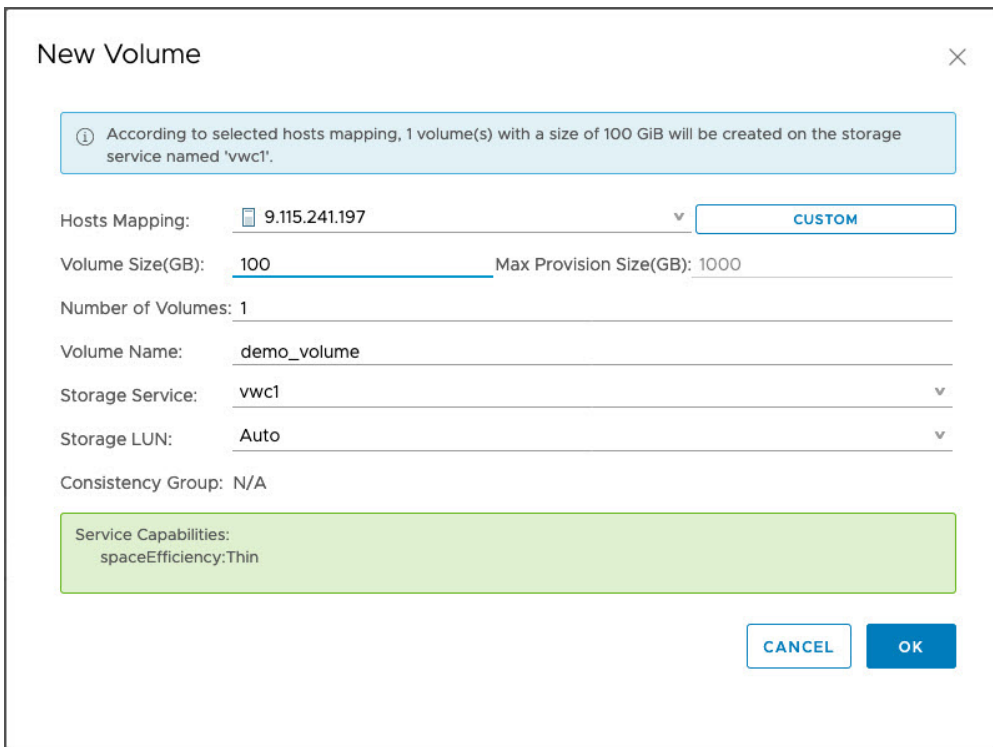 New Volume
According to selected hosts mapping, 1 volume(s) with a size of 100 GiB will be created on the storage
service named 'vwc1'.
Hosts Mapping: 9.115.241.197 CUSTOM
Volume Size(GB): 100 Max Provision Size(GB): 1000
Number of Volumes: 1
Volume Name: demo_volume
Storage Service: vwc1
Storage LUN: Auto
Consistency Group: N/A
Service Capabilities:
spaceEfficiency:Thin
CANCEL OK